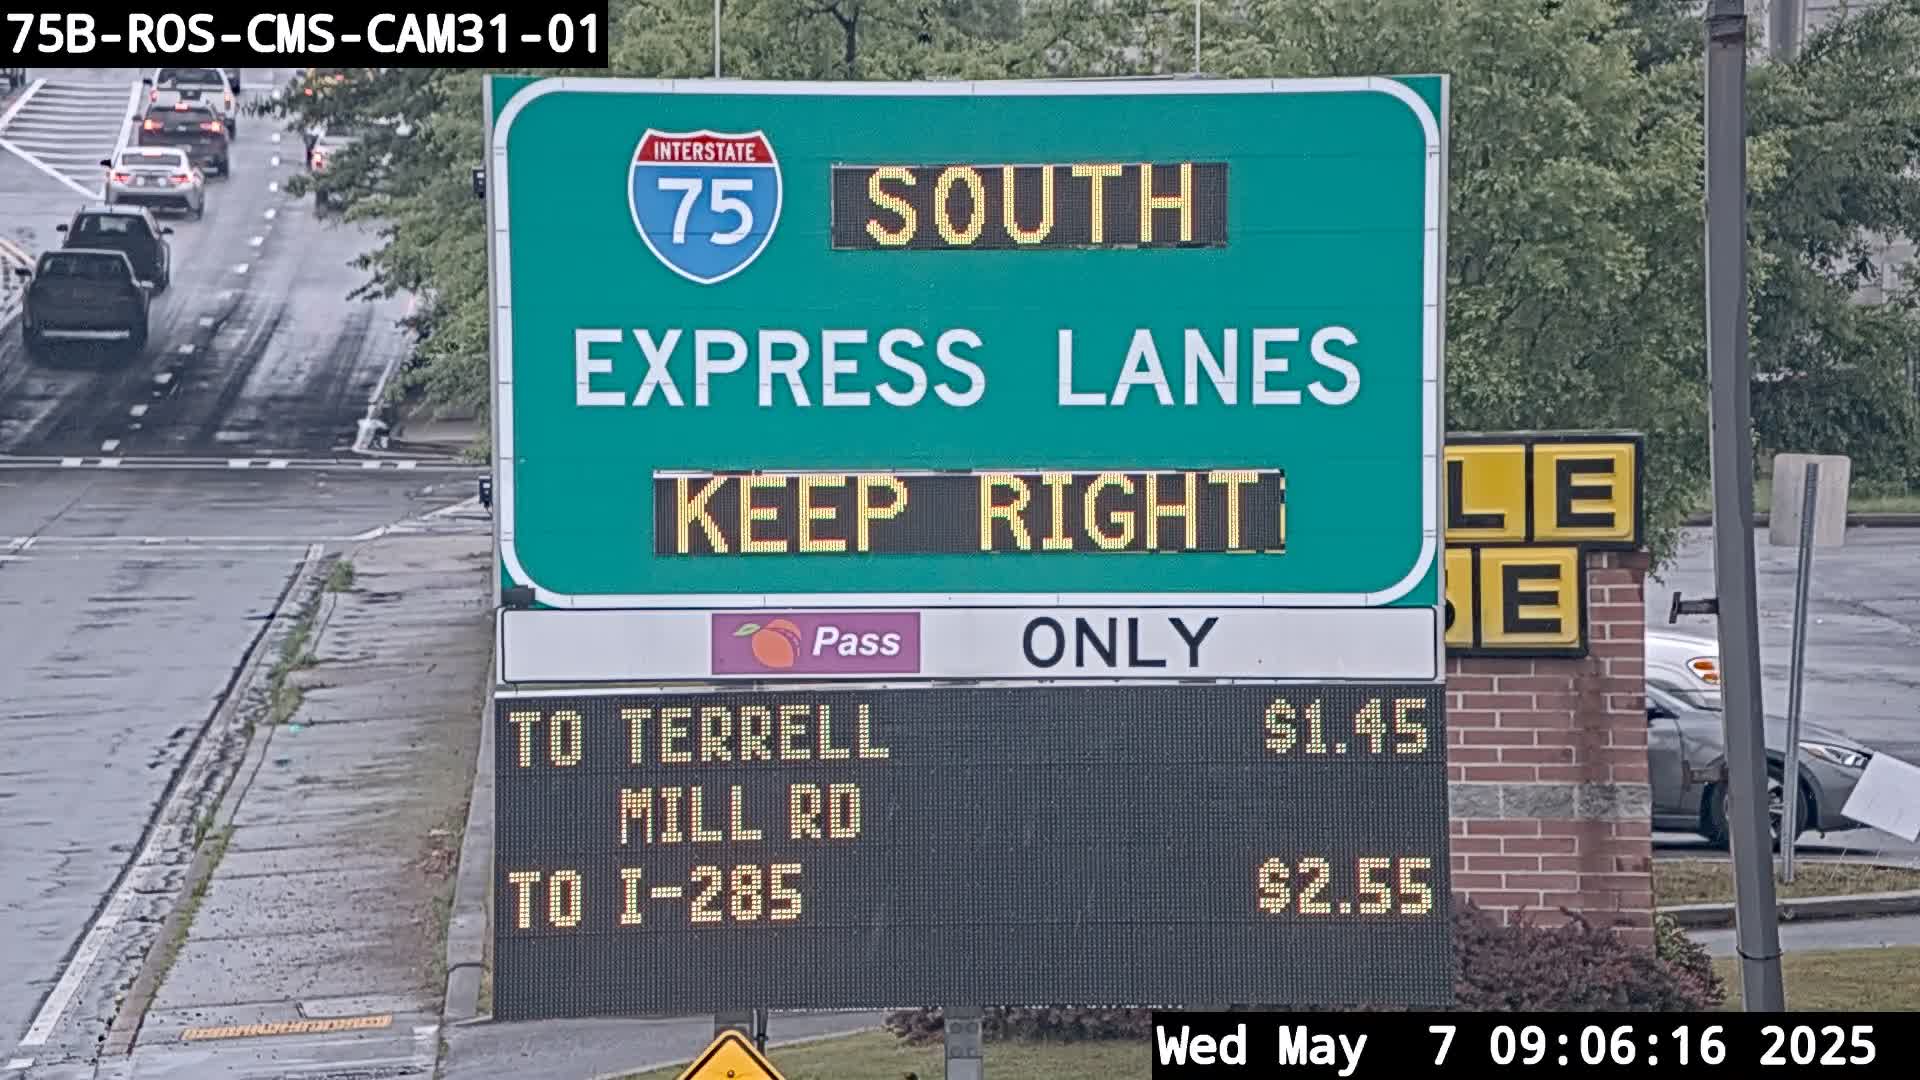 75B-ROS-CMS-CAM31-01
INTERSTATE
75
SOUTH
EXPRESS LANES
KEEP RIGHT
Pass ONLY
TO TERRELL $1.45
MILL RD
TO I-285 $2.55
LE
E
Wed May 7 09:06:16 2025